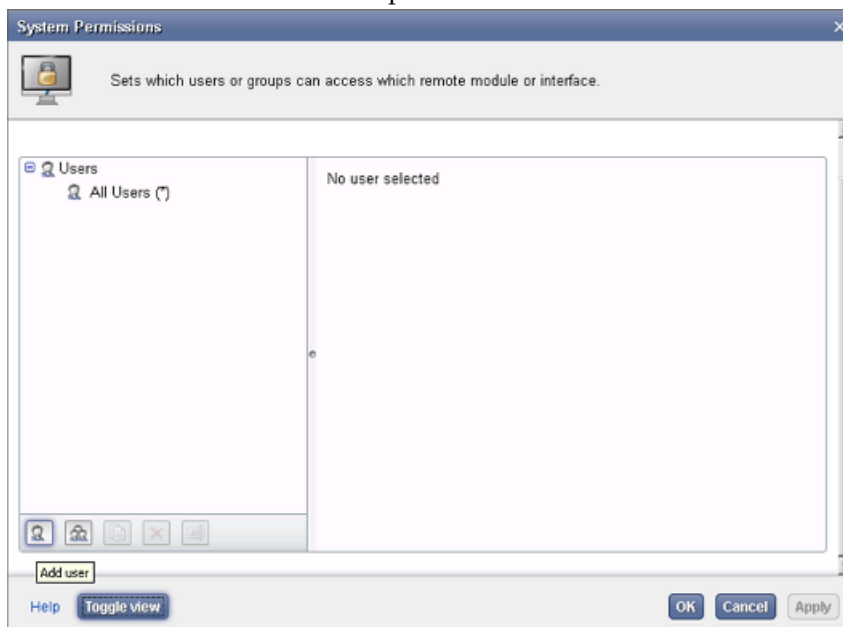 System Permissions
Sets which users or groups can access which remote module or interface.
Users
All Users (*)
No user selected
Add user
Help
Toggle view
OK
Cancel
Apply